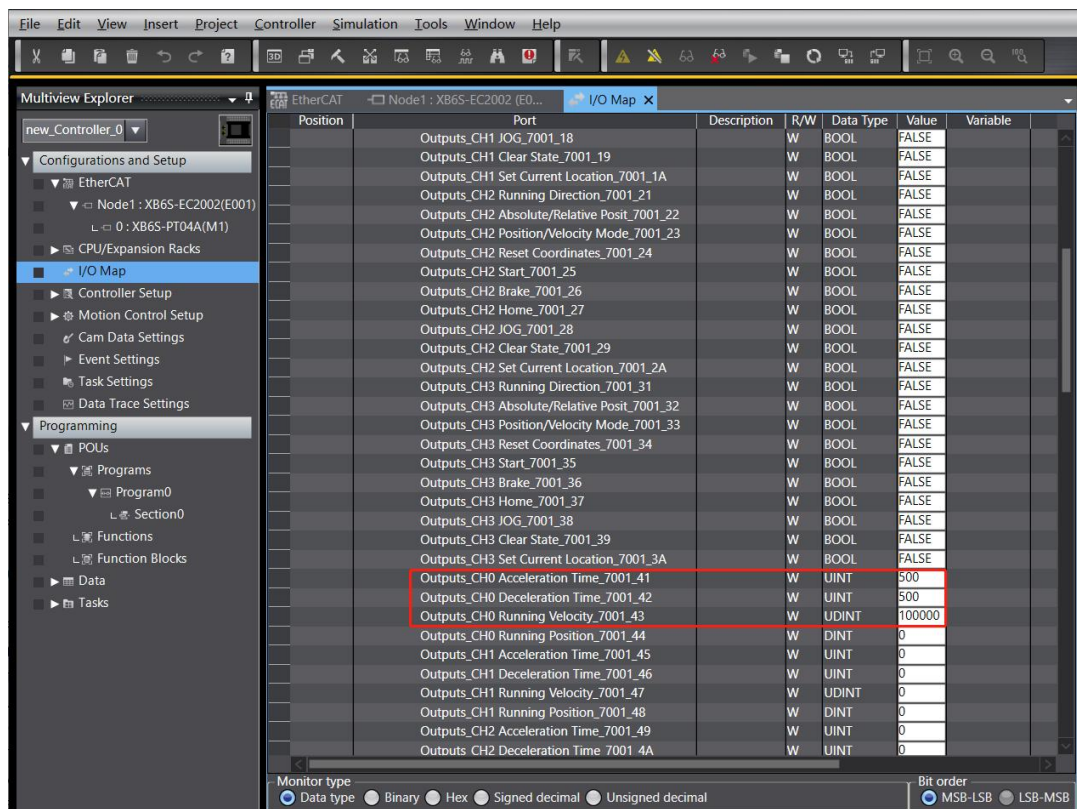 File Edit View Insert Project Controller Simulation Tools Window Help
Multiview Explorer
new_Controller_0
Configurations and Setup
EtherCAT
Node1 : XB6S-EC2002(E001)
0 : XB6S-PT04A(M1)
CPU/Expansion Racks
I/O Map
Controller Setup
Motion Control Setup
Cam Data Settings
Event Settings
Task Settings
Data Trace Settings
Programming
POUs
Programs
Program0
Section0
Functions
Function Blocks
Data
Tasks
EtherCAT Node1 : XB6S-EC2002 (E0... I/O Map
Position Port Description R/W Data Type Value Variable
Outputs_CH1 JOG_7001_18 W BOOL FALSE
Outputs_CH1 Clear State_7001_19 W BOOL FALSE
Outputs_CH1 Set Current Location_7001_1A W BOOL FALSE
Outputs_CH2 Running Direction_7001_21 W BOOL FALSE
Outputs_CH2 Absolute/Relative Posit_7001_22 W BOOL FALSE
Outputs_CH2 Position/Velocity Mode_7001_23 W BOOL FALSE
Outputs_CH2 Reset Coordinates_7001_24 W BOOL FALSE
Outputs_CH2 Start_7001_25 W BOOL FALSE
Outputs_CH2 Brake_7001_26 W BOOL FALSE
Outputs_CH2 Home_7001_27 W BOOL FALSE
Outputs_CH2 JOG_7001_28 W BOOL FALSE
Outputs_CH2 Clear State_7001_29 W BOOL FALSE
Outputs_CH2 Set Current Location_7001_2A W BOOL FALSE
Outputs_CH3 Running Direction_7001_31 W BOOL FALSE
Outputs_CH3 Absolute/Relative Posit_7001_32 W BOOL FALSE
Outputs_CH3 Position/Velocity Mode_7001_33 W BOOL FALSE
Outputs_CH3 Reset Coordinates_7001_34 W BOOL FALSE
Outputs_CH3 Start_7001_35 W BOOL FALSE
Outputs_CH3 Brake_7001_36 W BOOL FALSE
Outputs_CH3 Home_7001_37 W BOOL FALSE
Outputs_CH3 JOG_7001_38 W BOOL FALSE
Outputs_CH3 Clear State_7001_39 W BOOL FALSE
Outputs_CH3 Set Current Location_7001_3A W BOOL FALSE
Outputs_CH0 Acceleration Time_7001_41 W UINT 500
Outputs_CH0 Deceleration Time_7001_42 W UINT 500
Outputs_CH0 Running Velocity_7001_43 W UDINT 100000
Outputs_CH0 Running Position_7001_44 W DINT 0
Outputs_CH1 Acceleration Time_7001_45 W UINT 0
Outputs_CH1 Deceleration Time_7001_46 W UINT 0
Outputs_CH1 Running Velocity_7001_47 W UDINT 0
Outputs_CH1 Running Position_7001_48 W DINT 0
Outputs_CH2 Acceleration Time_7001_49 W UINT 0
Outputs_CH2 Deceleration Time_7001_4A W UINT 0
Monitor type Bit order
Data type Binary Hex Signed decimal Unsigned decimal MSB-LSB LSB-MSB